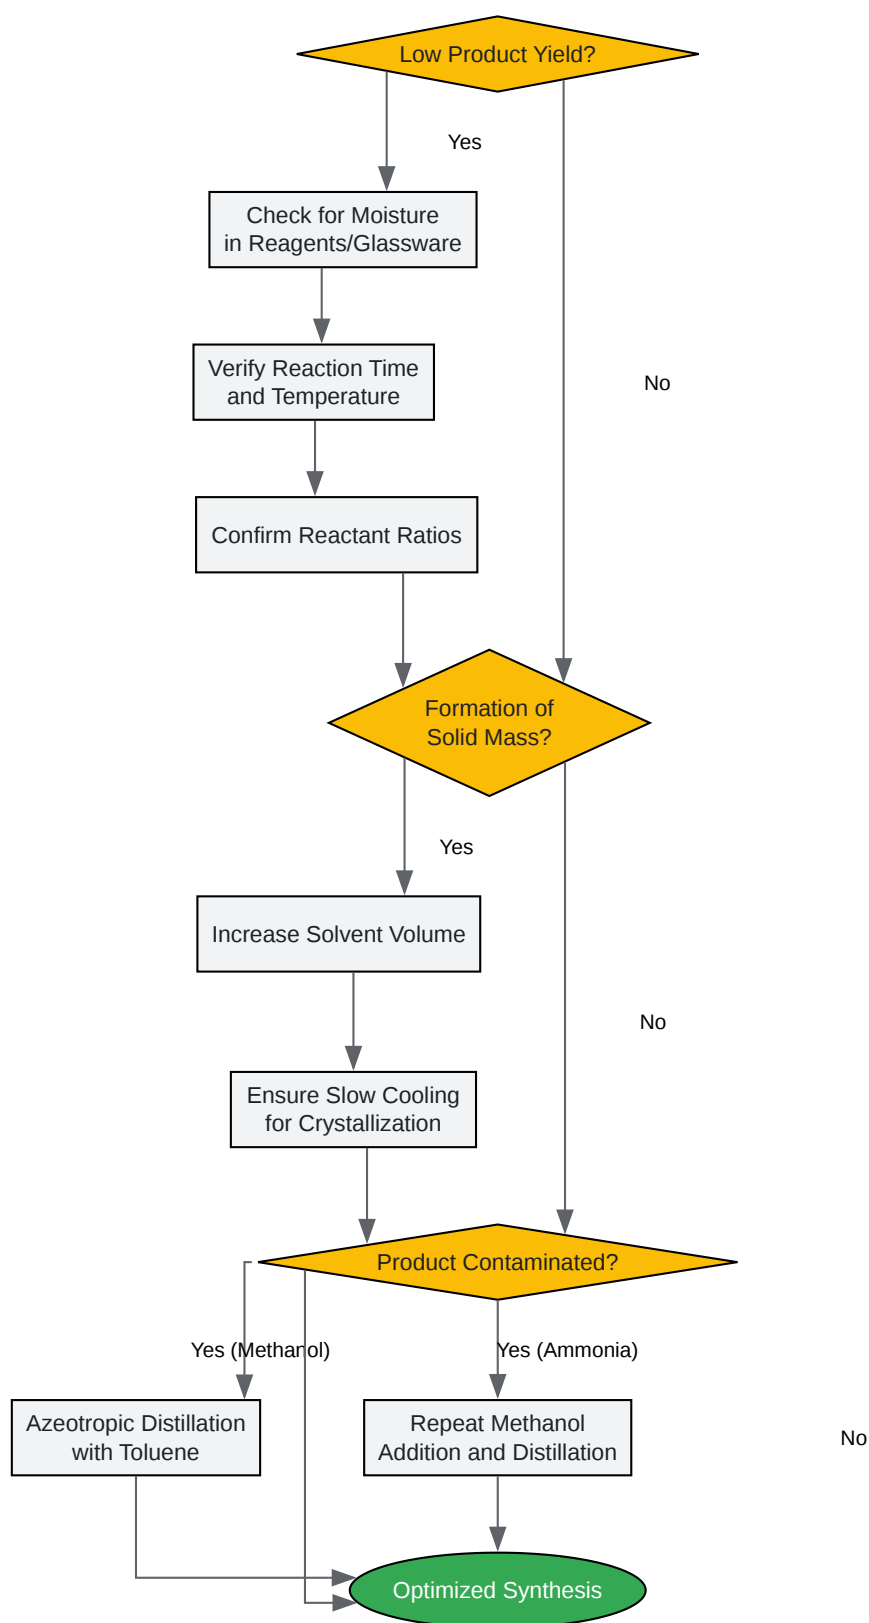 Low Product Yield?
Yes
Check for Moisture
in Reagents/Glassware
Verify Reaction Time
and Temperature
No
Confirm Reactant Ratios
Formation of
Solid Mass?
Yes
Increase Solvent Volume
No
Ensure Slow Cooling
for Crystallization
Product Contaminated?
Yes (Methanol)
Yes (Ammonia)
Azeotropic Distillation
with Toluene
Repeat Methanol
Addition and Distillation
No
Optimized Synthesis